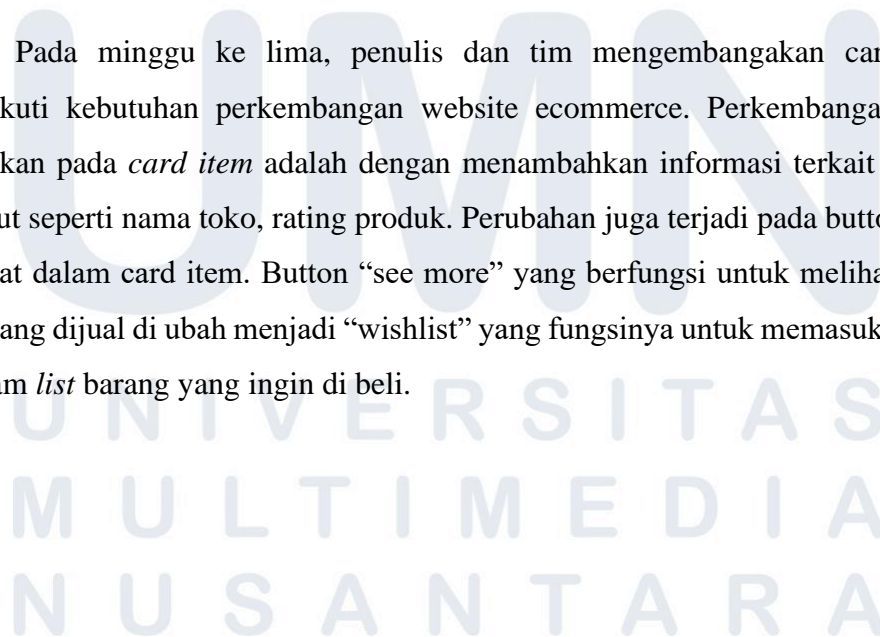 UMN
Pada minggu ke lima, penulis dan tim mengembangakan car
kuti kebutuhan perkembangan website ecommerce. Perkembanga
kan pada card item adalah dengan menambahkan informasi terkait
ut seperti nama toko, rating produk. Perubahan juga terjadi pada butto
at dalam card item. Button “see more” yang berfungsi untuk meliha
ang dijual di ubah menjadi “wishlist” yang fungsinya untuk memasuk
am list barang yang ingin di beli.
UNIVERSITAS
MULTIMEDIA
NUSANTARA